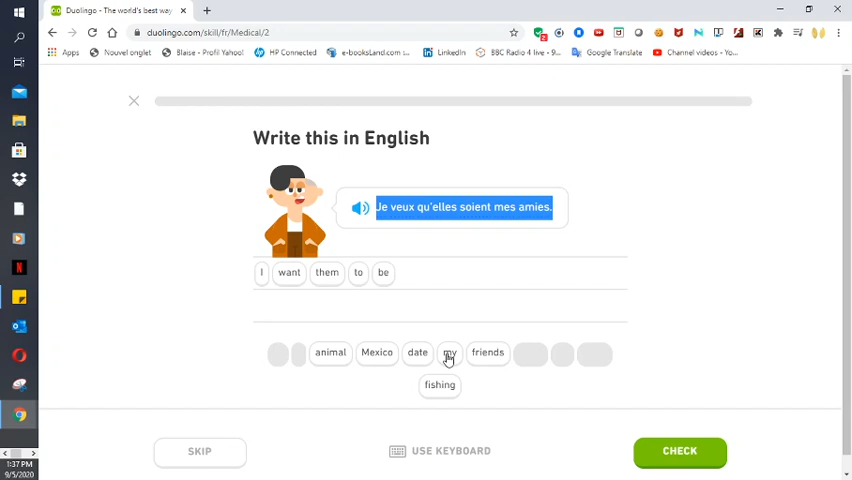 Duolingo - The world's best way
duolingo.com/skill/fr/Medical/2
Apps Nouvel onglet Blaise - Profil Yahoo! HP Connected e-booksLand.com :... LinkedIn BBC Radio 4 live - 9... Google Translate Channel videos - Yo...
Write this in English
Je veux qu'elles soient mes amies.
I want them to be
animal Mexico date my friends
fishing
SKIP USE KEYBOARD CHECK
1:37 PM
9/5/2020